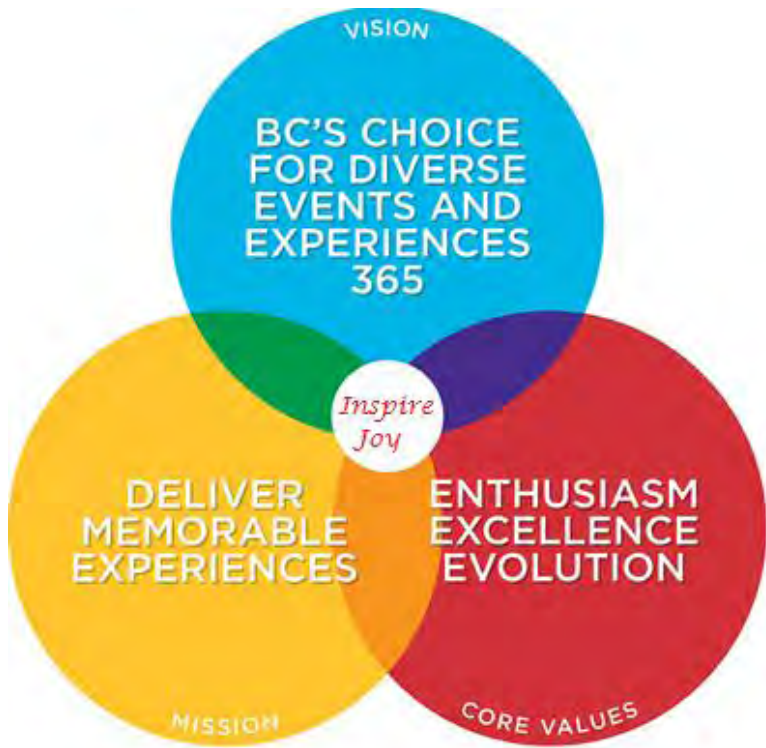 VISION
BC'S CHOICE
FOR DIVERSE
EVENTS AND
EXPERIENCES
365
Inspire
Joy
DELIVER
MEMORABLE
EXPERIENCES
MISSION
ENTHUSIASM
EXCELLENCE
EVOLUTION
CORE VALUES